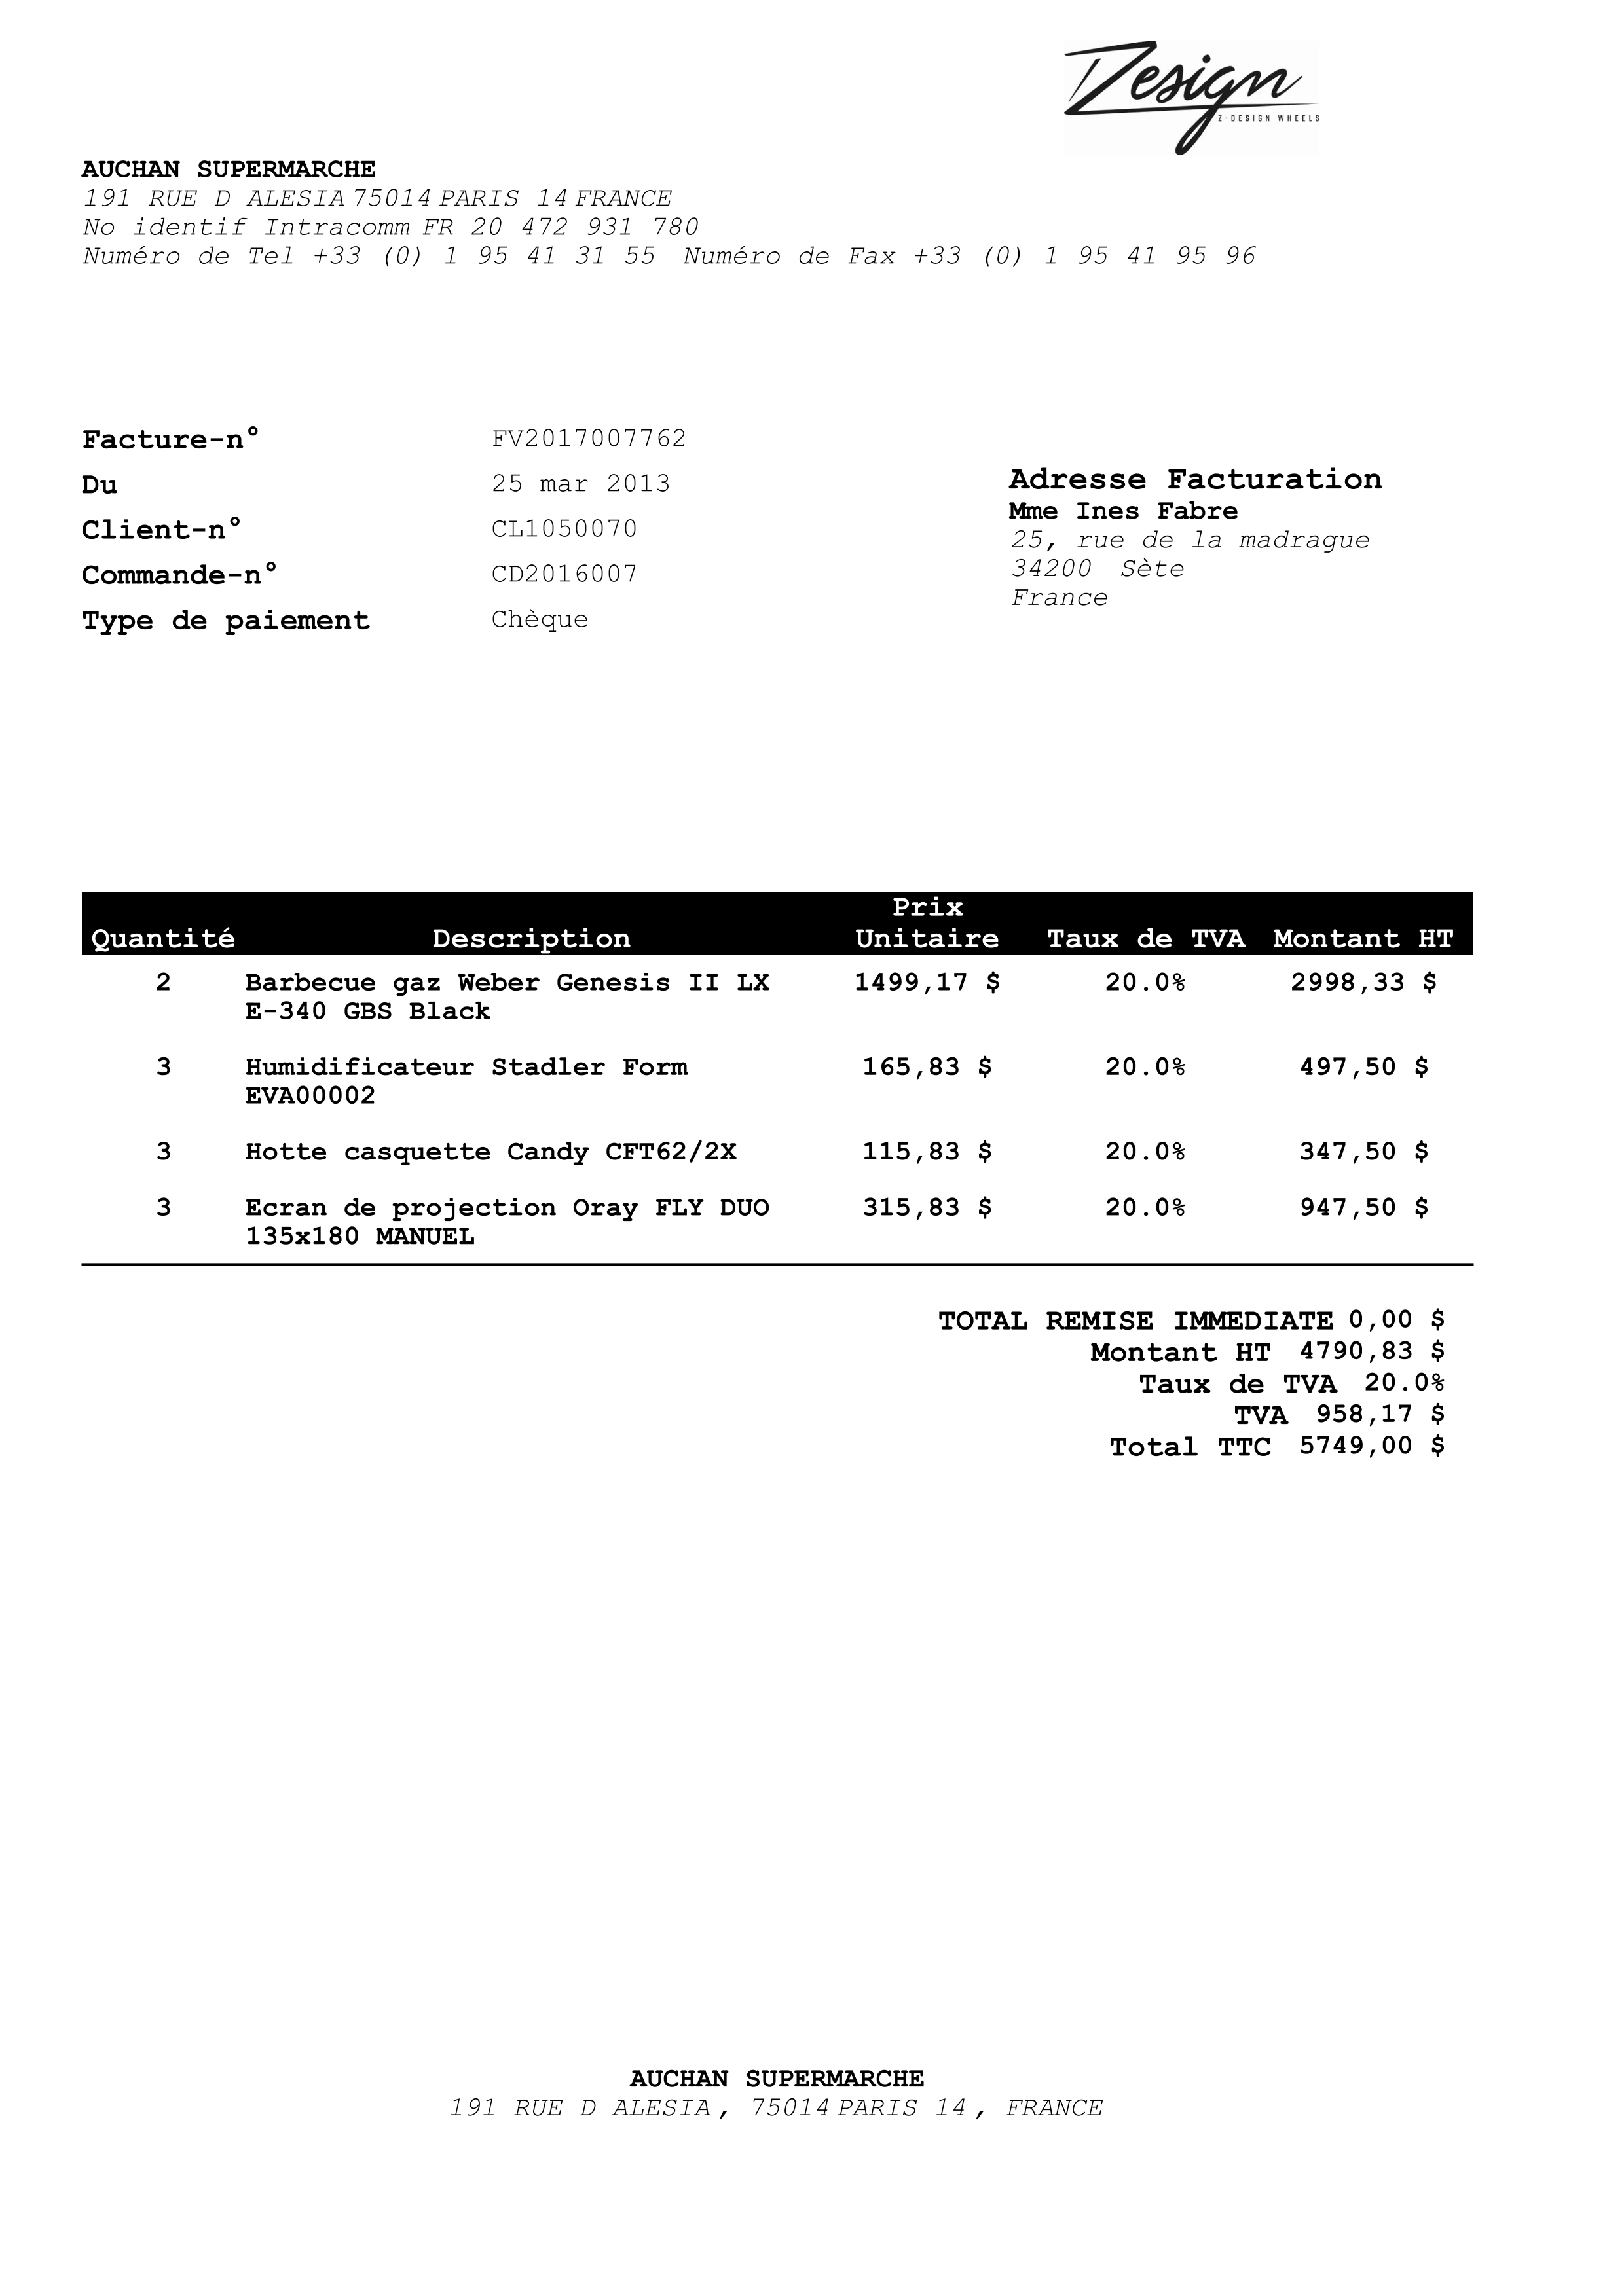 Zesign
Z-DESIGN WHEELS
AUCHAN SUPERMARCHE
191 RUE D ALESIA 75014 PARIS 14 FRANCE
No identif Intracomm FR 20 472 931 780
Numéro de Tel +33 (0) 1 95 41 31 55 Numéro de Fax +33 (0) 1 95 41 95 96
Facture-n° FV2017007762
Du 25 mar 2013
Client-n° CL1050070
Commande-n° CD2016007
Type de paiement Chèque
Adresse Facturation
Mme Ines Fabre
25, rue de la madrague
34200 Sète
France
Prix
Quantité Description Unitaire Taux de TVA Montant HT
2 Barbecue gaz Weber Genesis II LX 1499,17 $ 20.0% 2998,33 $
E-340 GBS Black
3 Humidificateur Stadler Form 165,83 $ 20.0% 497,50 $
EVA00002
3 Hotte casquette Candy CFT62/2X 115,83 $ 20.0% 347,50 $
3 Ecran de projection Oray FLY DUO 315,83 $ 20.0% 947,50 $
135x180 MANUEL
TOTAL REMISE IMMEDIATE 0,00 $
Montant HT 4790,83 $
Taux de TVA 20.0%
TVA 958,17 $
Total TTC 5749,00 $
AUCHAN SUPERMARCHE
191 RUE D ALESIA , 75014 PARIS 14 , FRANCE